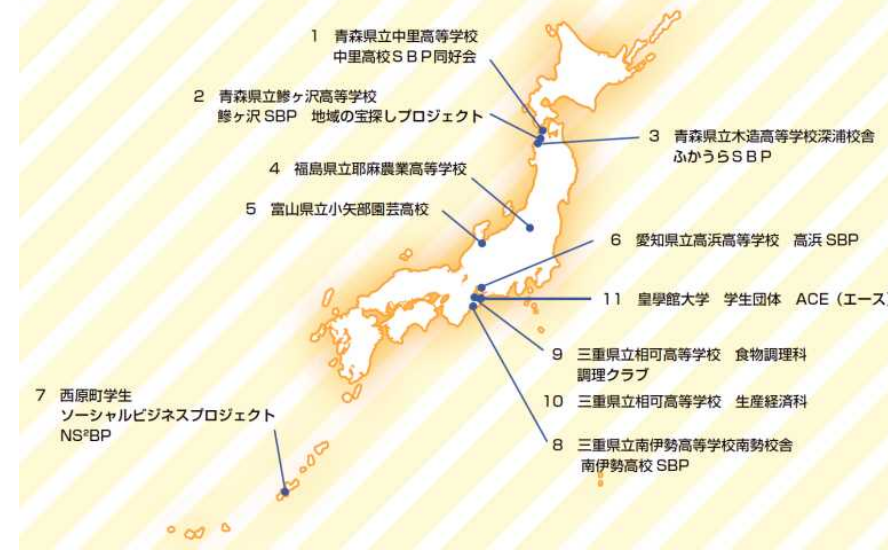 1 青森県立中里高等学校
中里高校SBP同好会
2 青森県立鰺ヶ沢高等学校
鰺ヶ沢 SBP 地域の宝探しプロジェクト
3 青森県立木造高等学校深浦校舎
ふかうらSBP
4 福島県立耶麻農業高等学校
5 富山県立小矢部園芸高校
6 愛知県立高浜高等学校 高浜 SBP
11 皇學館大学 学生団体 ACE（エース）
9 三重県立相可高等学校 食物調理科
調理クラブ
10 三重県立相可高等学校 生産経済科
8 三重県立南伊勢高等学校南勢校舎
南伊勢高校 SBP
7 西原町学生
ソーシャルビジネスプロジェクト
NS²BP